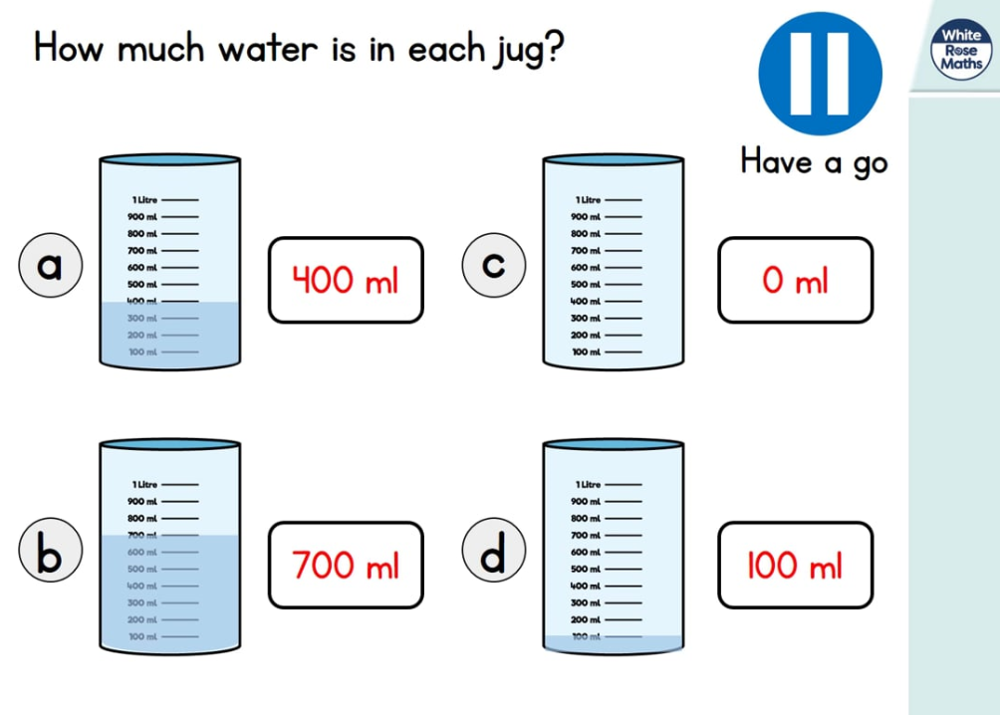 How much water is in each jug?
White
Rose
Maths
Have a go
a
1 Litre
900 ml
800 ml
700 ml
600 ml
500 ml
400 ml
300 ml
200 ml
100 ml
400 ml
c
1 Litre
900 ml
800 ml
700 ml
600 ml
500 ml
400 ml
300 ml
200 ml
100 ml
0 ml
b
1 Litre
900 ml
800 ml
700 ml
600 ml
500 ml
400 ml
300 ml
200 ml
100 ml
700 ml
d
1 Litre
900 ml
800 ml
700 ml
600 ml
500 ml
400 ml
300 ml
200 ml
100 ml
100 ml